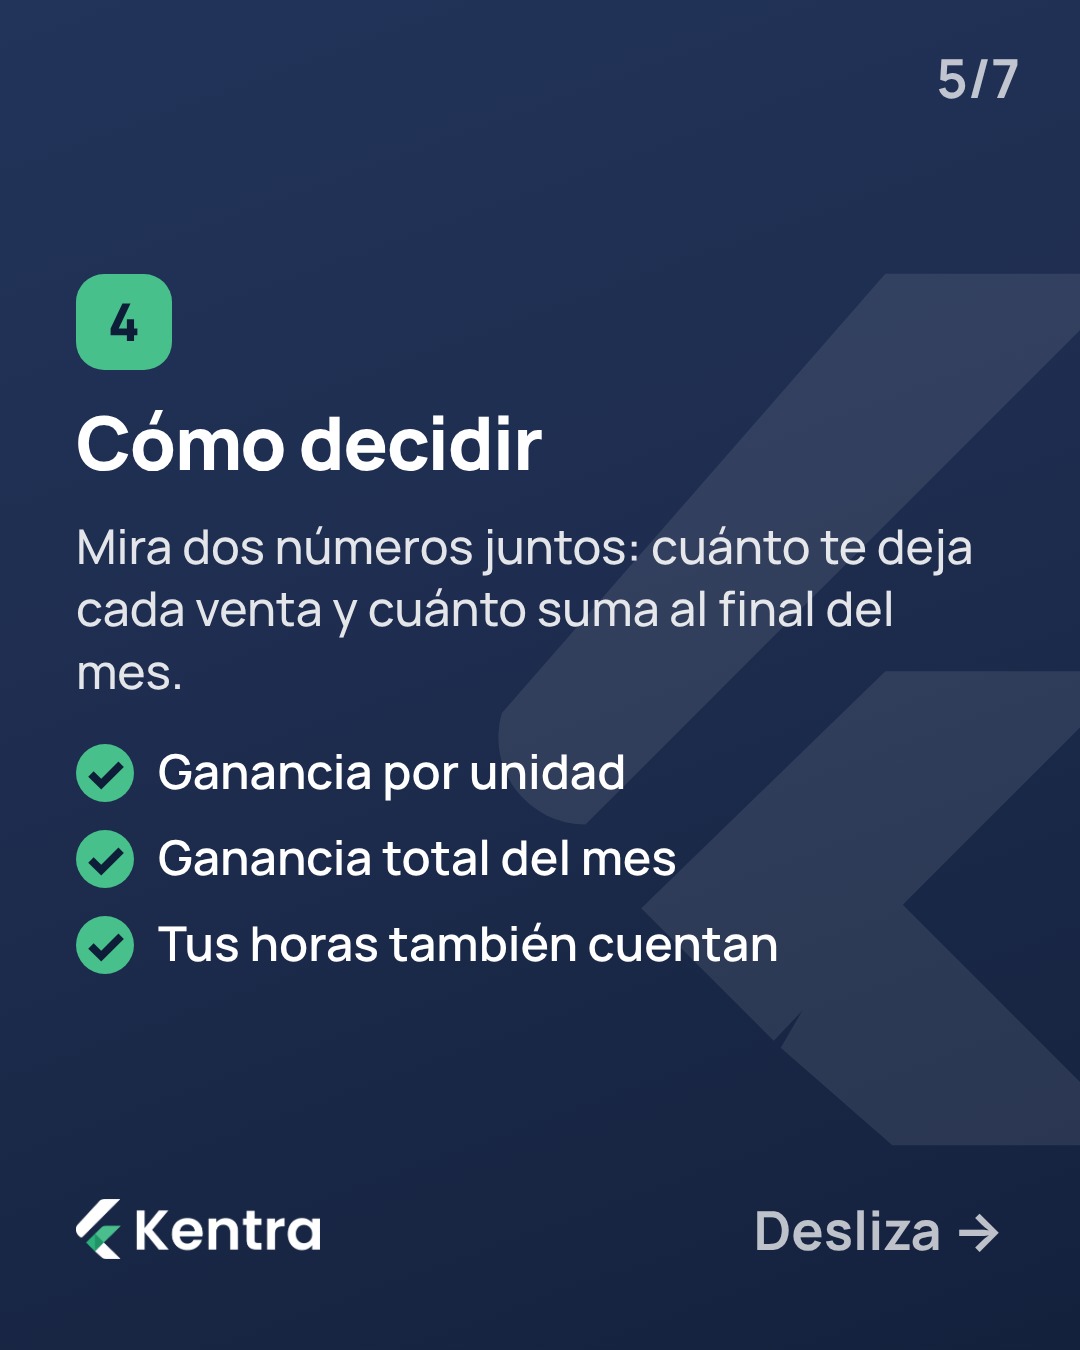 5/7
4
Cómo decidir
Mira dos números juntos: cuánto te deja
cada venta y cuánto suma al final del
mes.
Ganancia por unidad
Ganancia total del mes
Tus horas también cuentan
Kentra
Desliza →